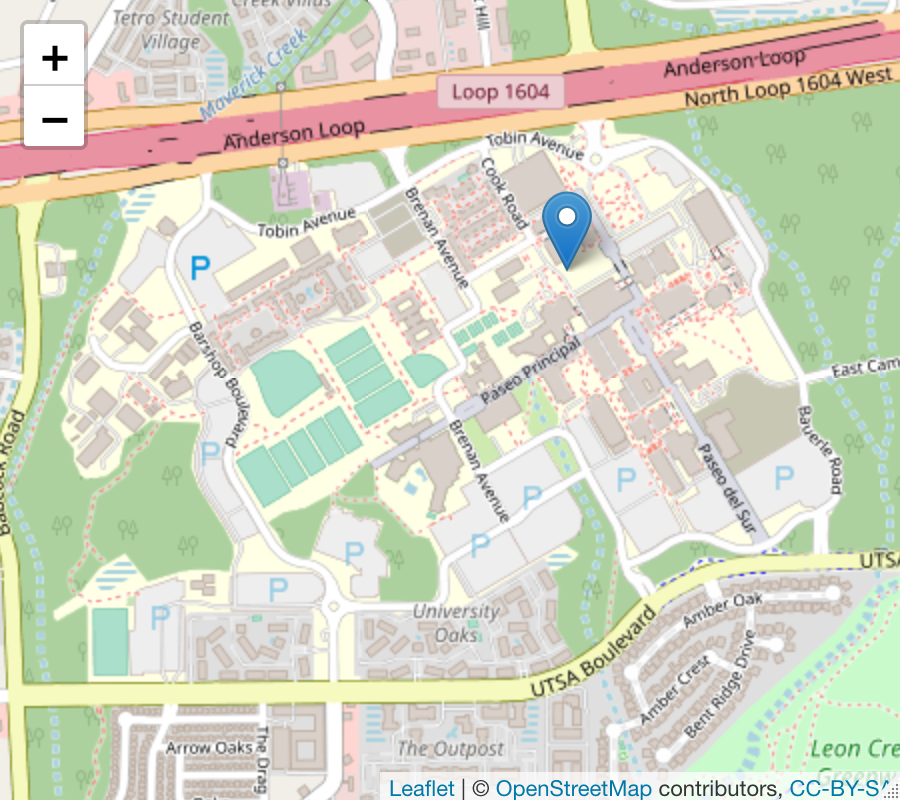 Creek Villas
Tetro Student
Village
Hill
+
−
Maverick Creek
Anderson Loop
Loop 1604
North Loop 1604 West
Anderson Loop
Tobin Avenue
Cook Road
Tobin Avenue
Brenan Avenue
P
Barshop Boulevard
Paseo Principal
East Cam
Babcock Road
Brenan Avenue
Bauerle Road
Paseo del Sur
P
P
P
P
P
P
P
P
P
UTSA
University
Oaks
UTSA Boulevard
Amber Oak
Amber Crest
Bent Ridge Drive
Arrow Oaks
The Drag
The Outpost
Leon Cre
Greenw
Leaflet | © OpenStreetMap contributors, CC-BY-S